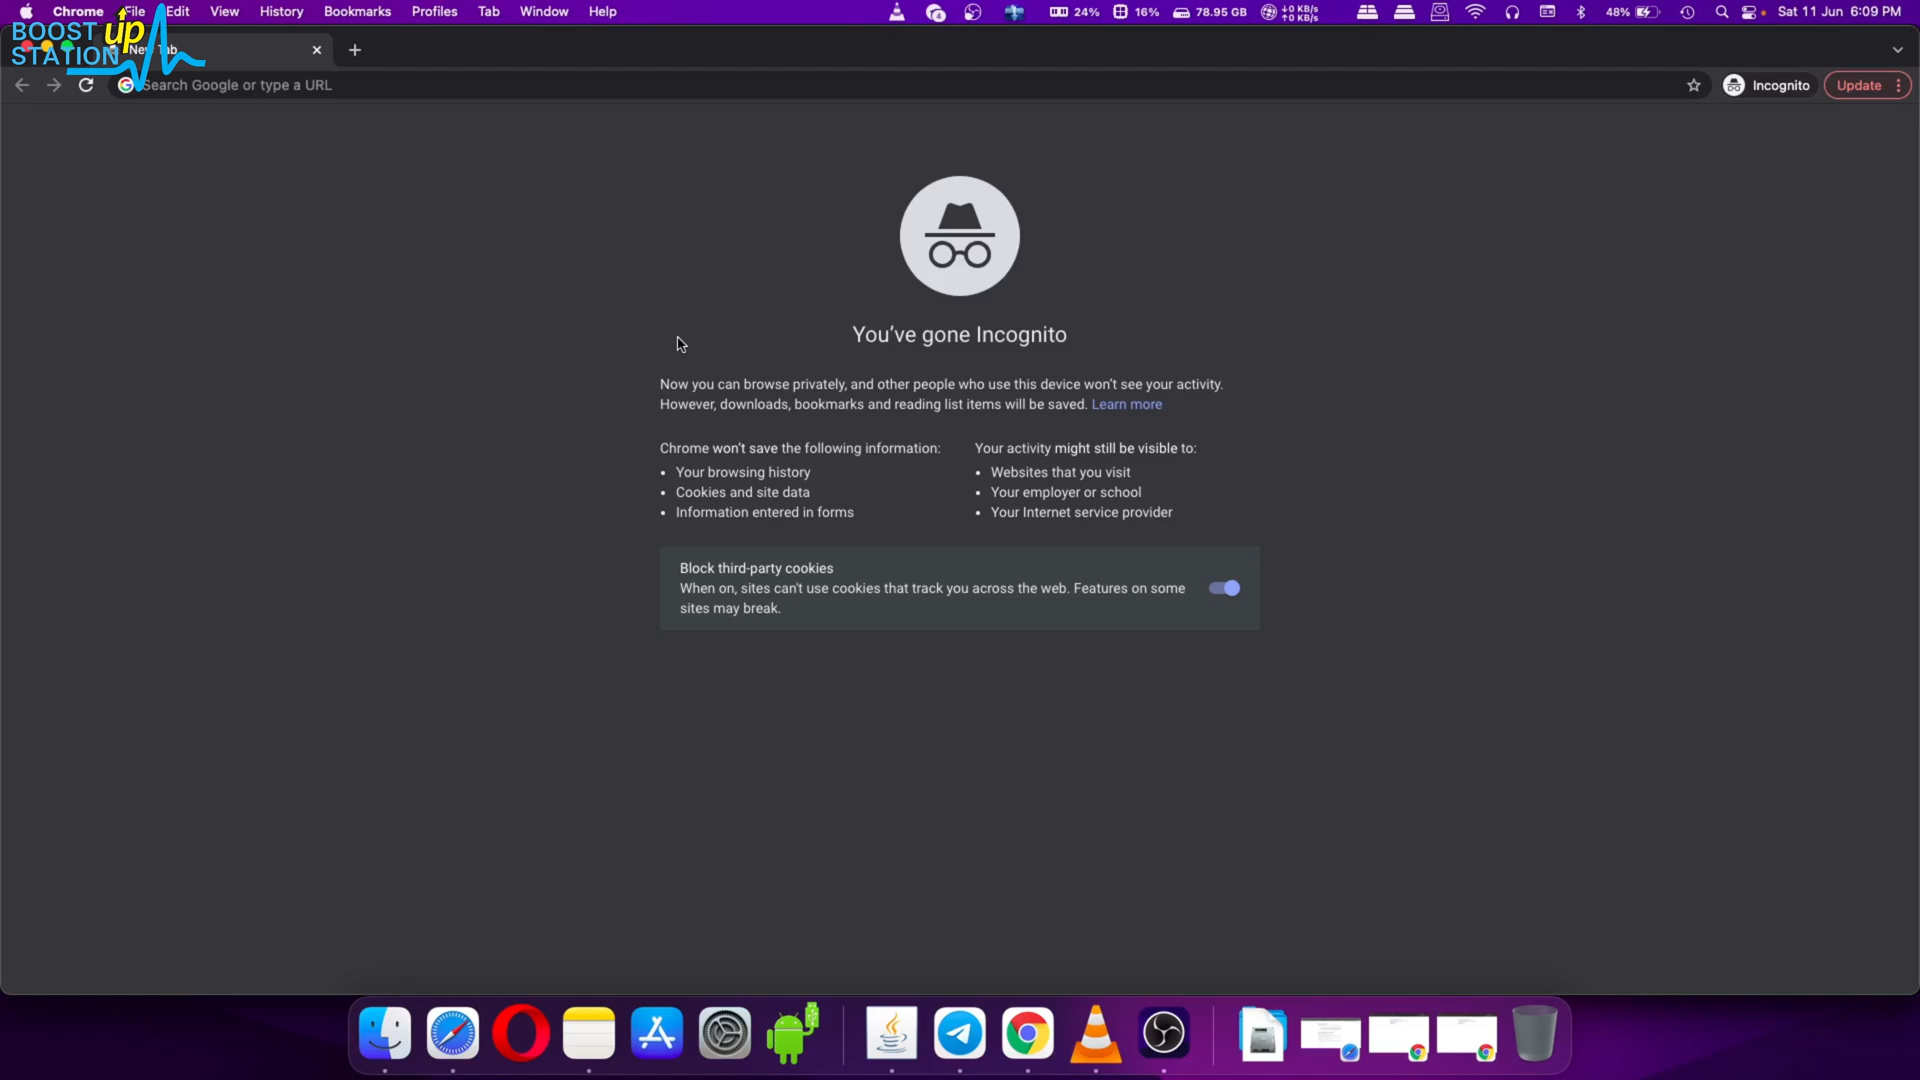 Chrome File Edit View History Bookmarks Profiles Tab Window Help 24% 16% 78.95 GB ↓0 KB/s ↑0 KB/s 48% Sat 11 Jun 6:09 PM
BOOST up STATION
Search Google or type a URL
Incognito
Update
You've gone Incognito
Now you can browse privately, and other people who use this device won't see your activity.
However, downloads, bookmarks and reading list items will be saved. Learn more
Chrome won't save the following information:
• Your browsing history
• Cookies and site data
• Information entered in forms
Your activity might still be visible to:
• Websites that you visit
• Your employer or school
• Your Internet service provider
Block third-party cookies
When on, sites can't use cookies that track you across the web. Features on some
sites may break.